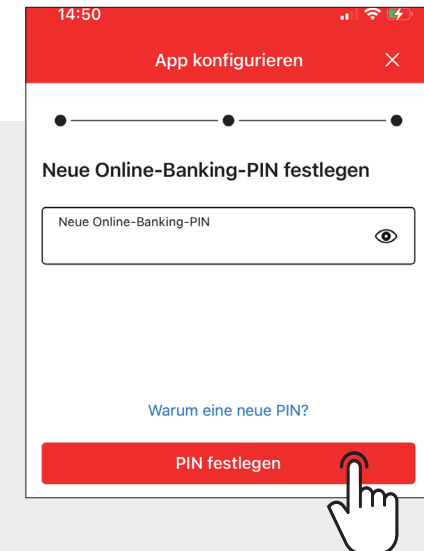 14:50
App konfigurieren
Neue Online-Banking-PIN festlegen
Neue Online-Banking-PIN
Warum eine neue PIN?
PIN festlegen